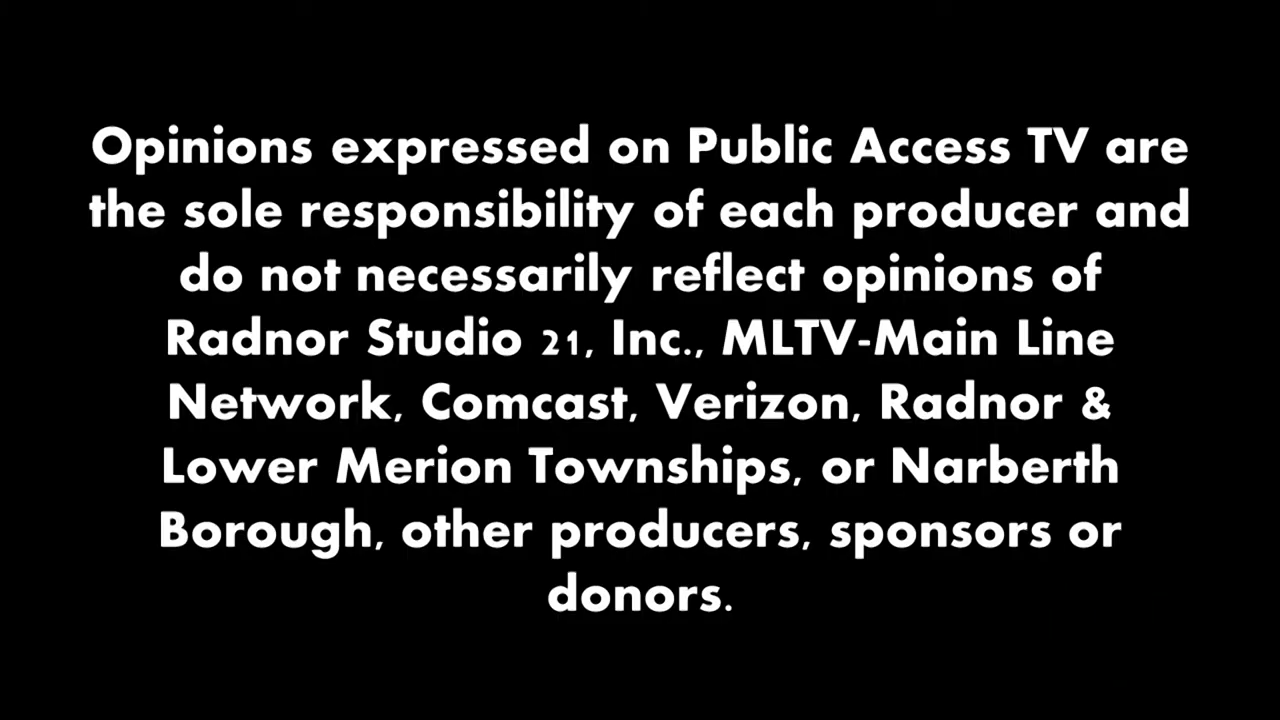 Opinions expressed on Public Access TV are
the sole responsibility of each producer and
do not necessarily reflect opinions of
Radnor Studio 21, Inc., MLTV-Main Line
Network, Comcast, Verizon, Radnor &
Lower Merion Townships, or Narberth
Borough, other producers, sponsors or
donors.